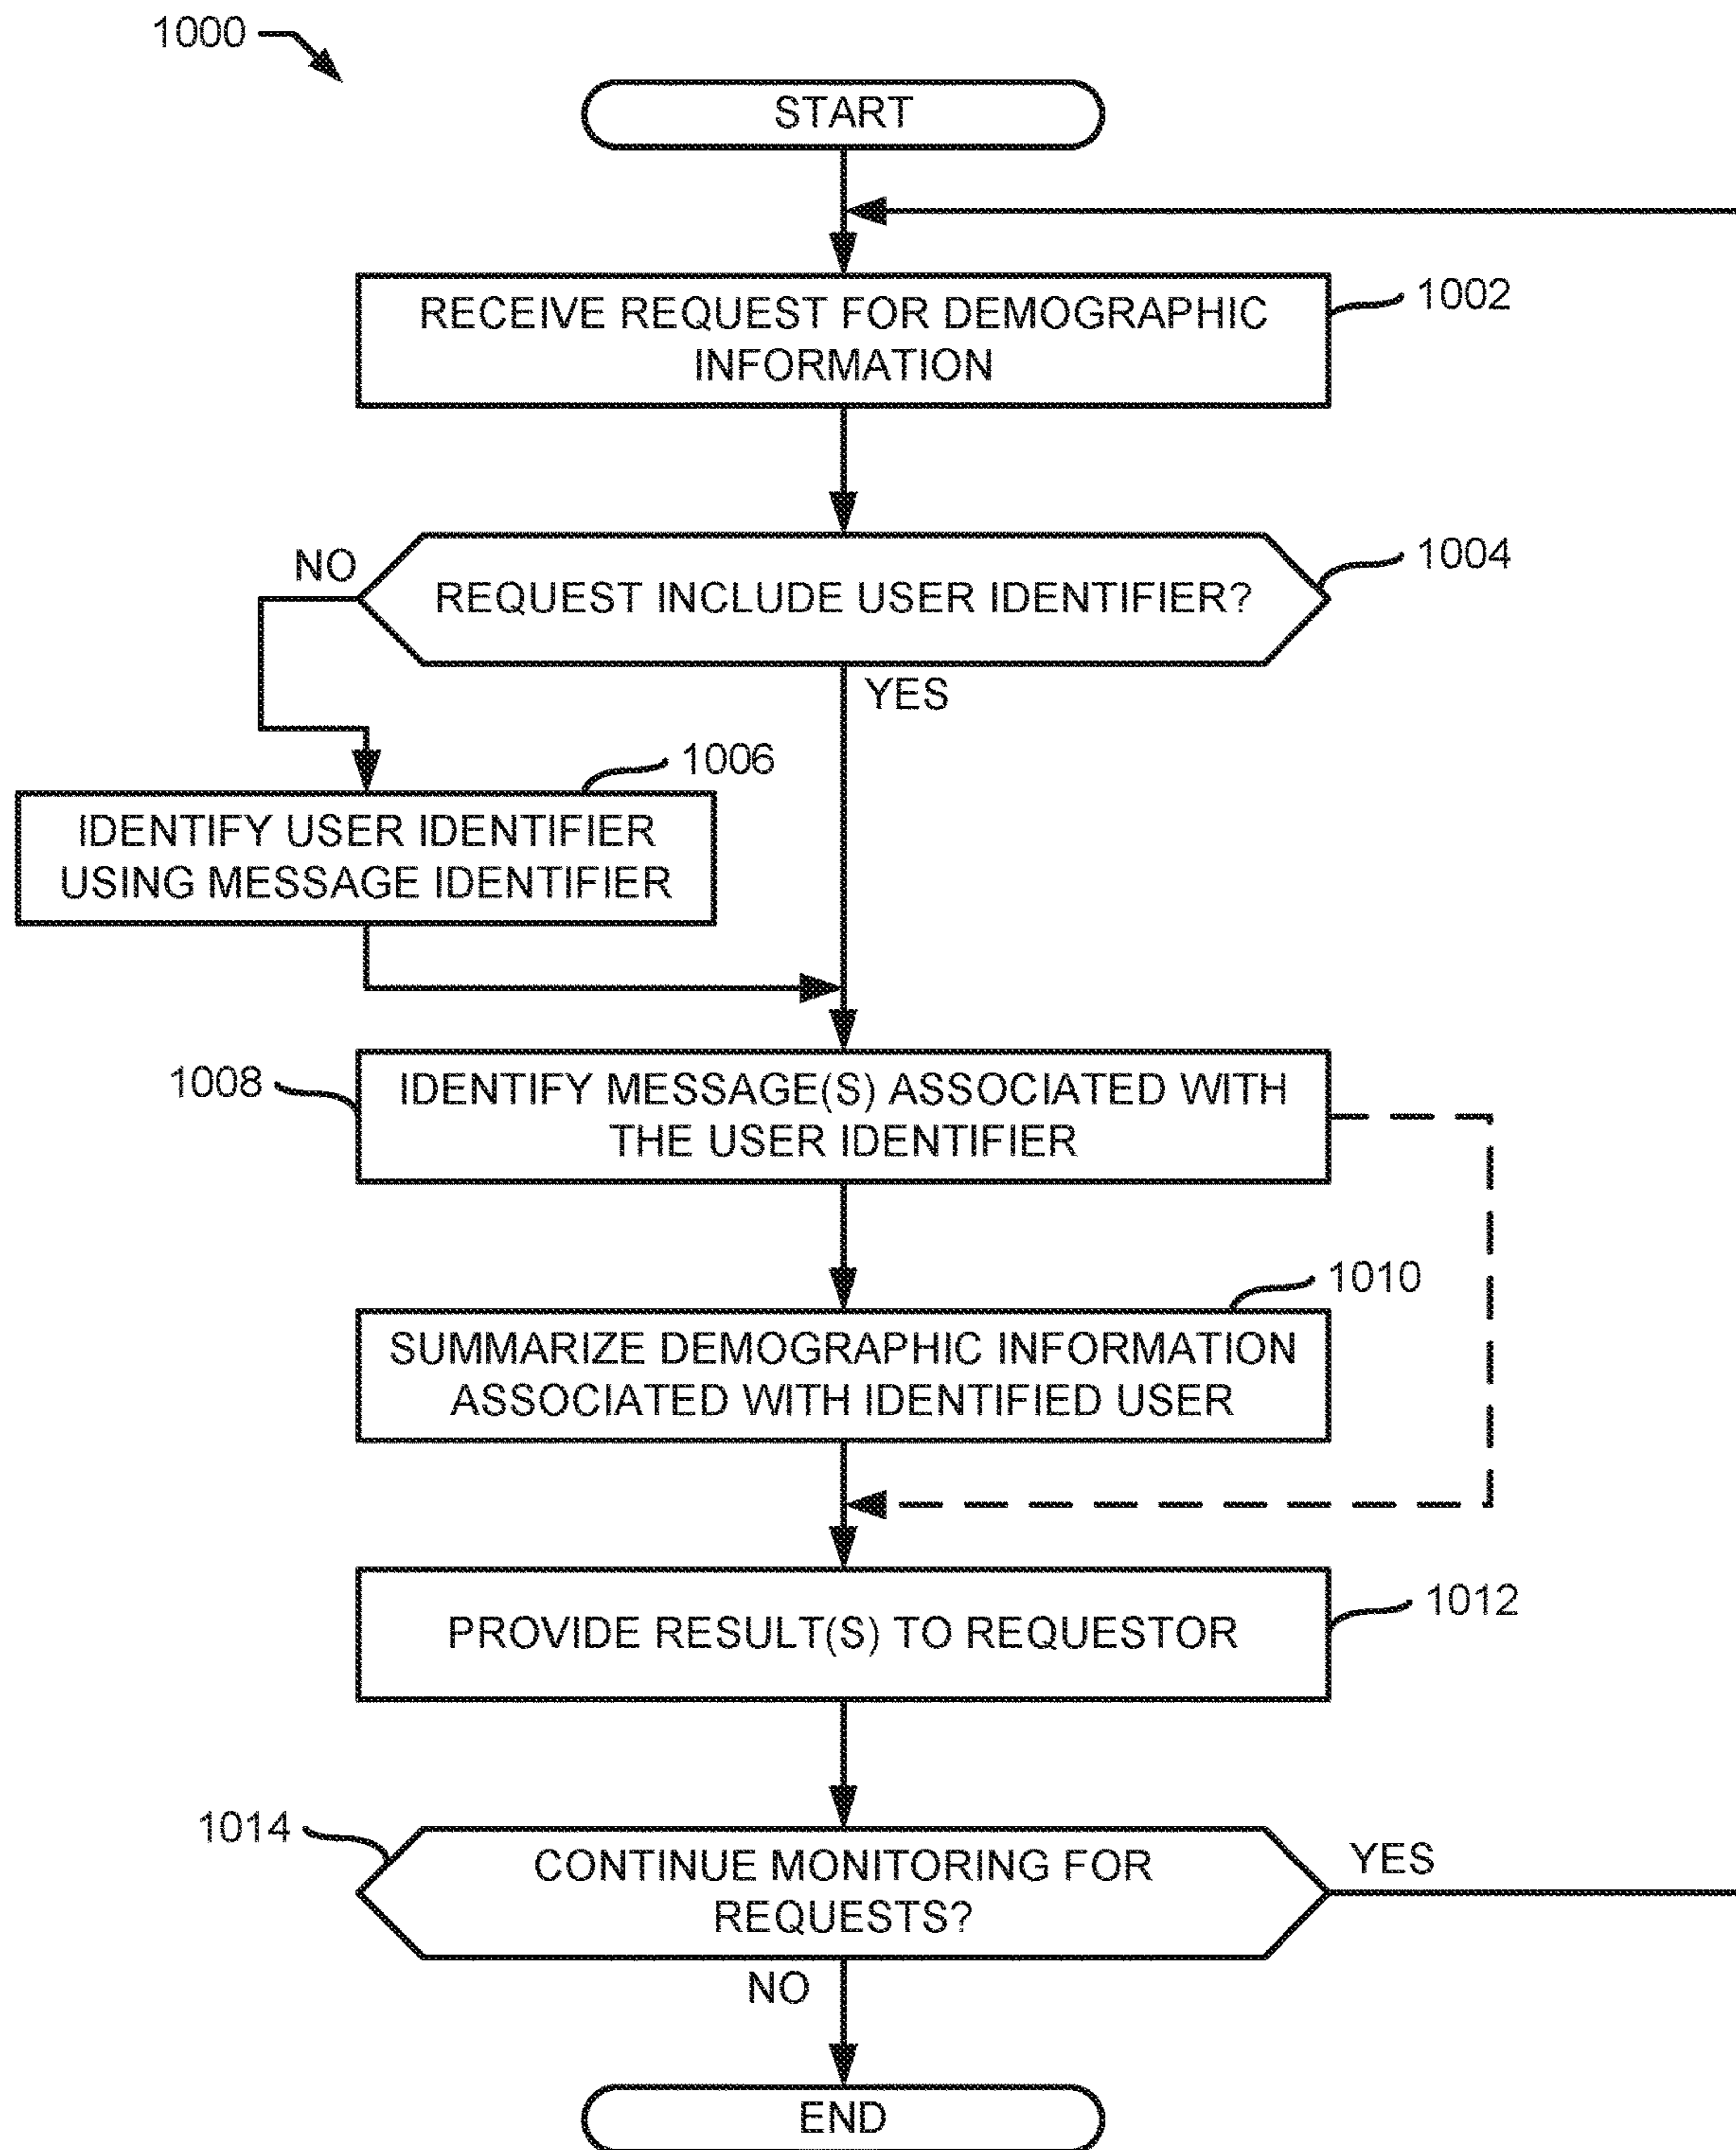 1000
START
RECEIVE REQUEST FOR DEMOGRAPHIC
INFORMATION
1002
NO
REQUEST INCLUDE USER IDENTIFIER?
1004
YES
1006
IDENTIFY USER IDENTIFIER
USING MESSAGE IDENTIFIER
1008
IDENTIFY MESSAGE(S) ASSOCIATED WITH
THE USER IDENTIFIER
1010
SUMMARIZE DEMOGRAPHIC INFORMATION
ASSOCIATED WITH IDENTIFIED USER
PROVIDE RESULT(S) TO REQUESTOR
1012
1014
CONTINUE MONITORING FOR
REQUESTS?
YES
NO
END